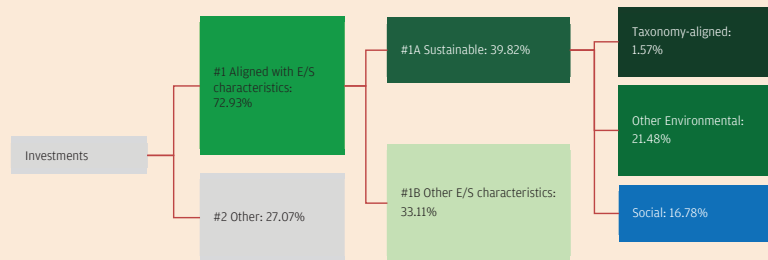 Investments
#1 Aligned with E/S
characteristics:
72.93%
#2 Other: 27.07%
#1A Sustainable: 39.82%
#1B Other E/S characteristics:
33.11%
Taxonomy-aligned:
1.57%
Other Environmental:
21.48%
Social: 16.78%